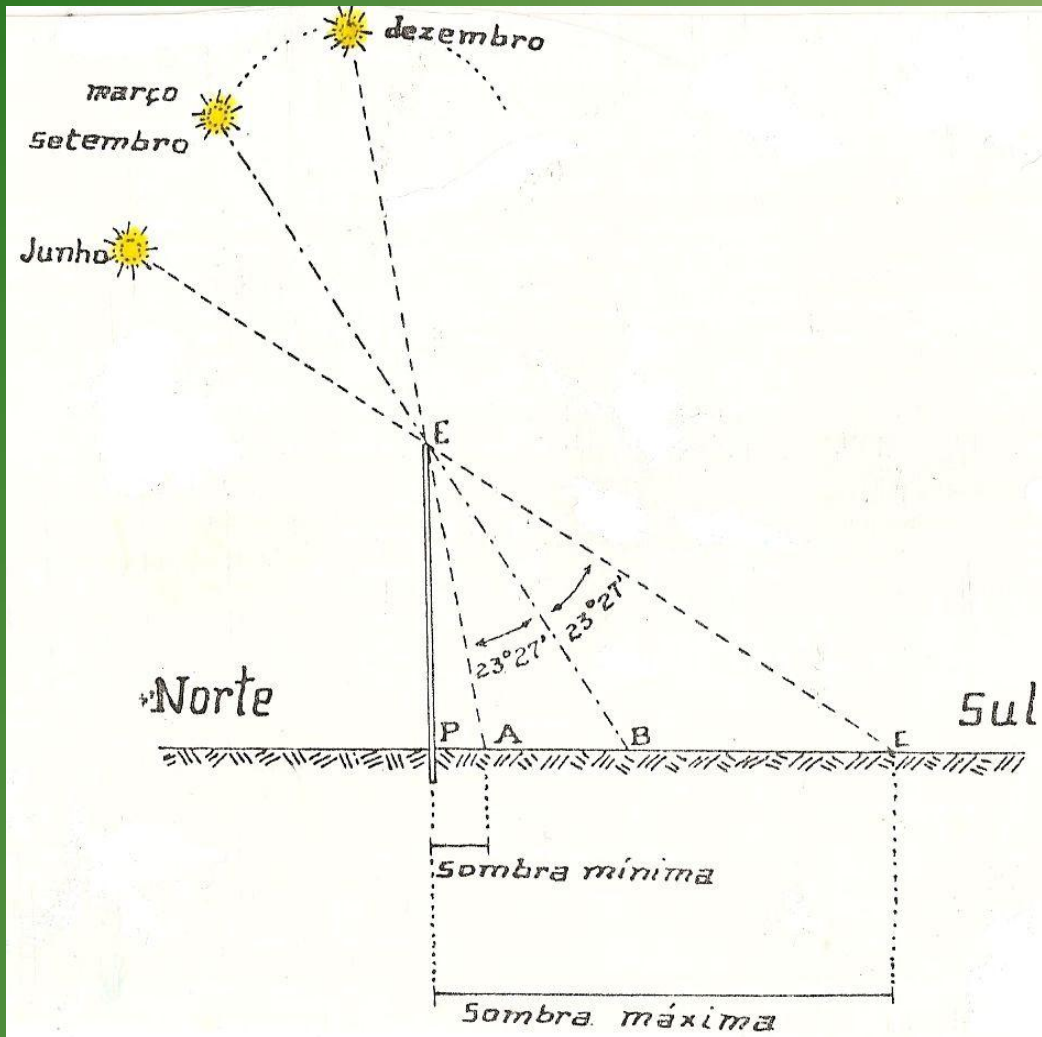 dezembro
março
setembro
Junho
E
23°27'
23°27'
Norte
Sul
P
A
B
C
Sombra mínima
Sombra máxima